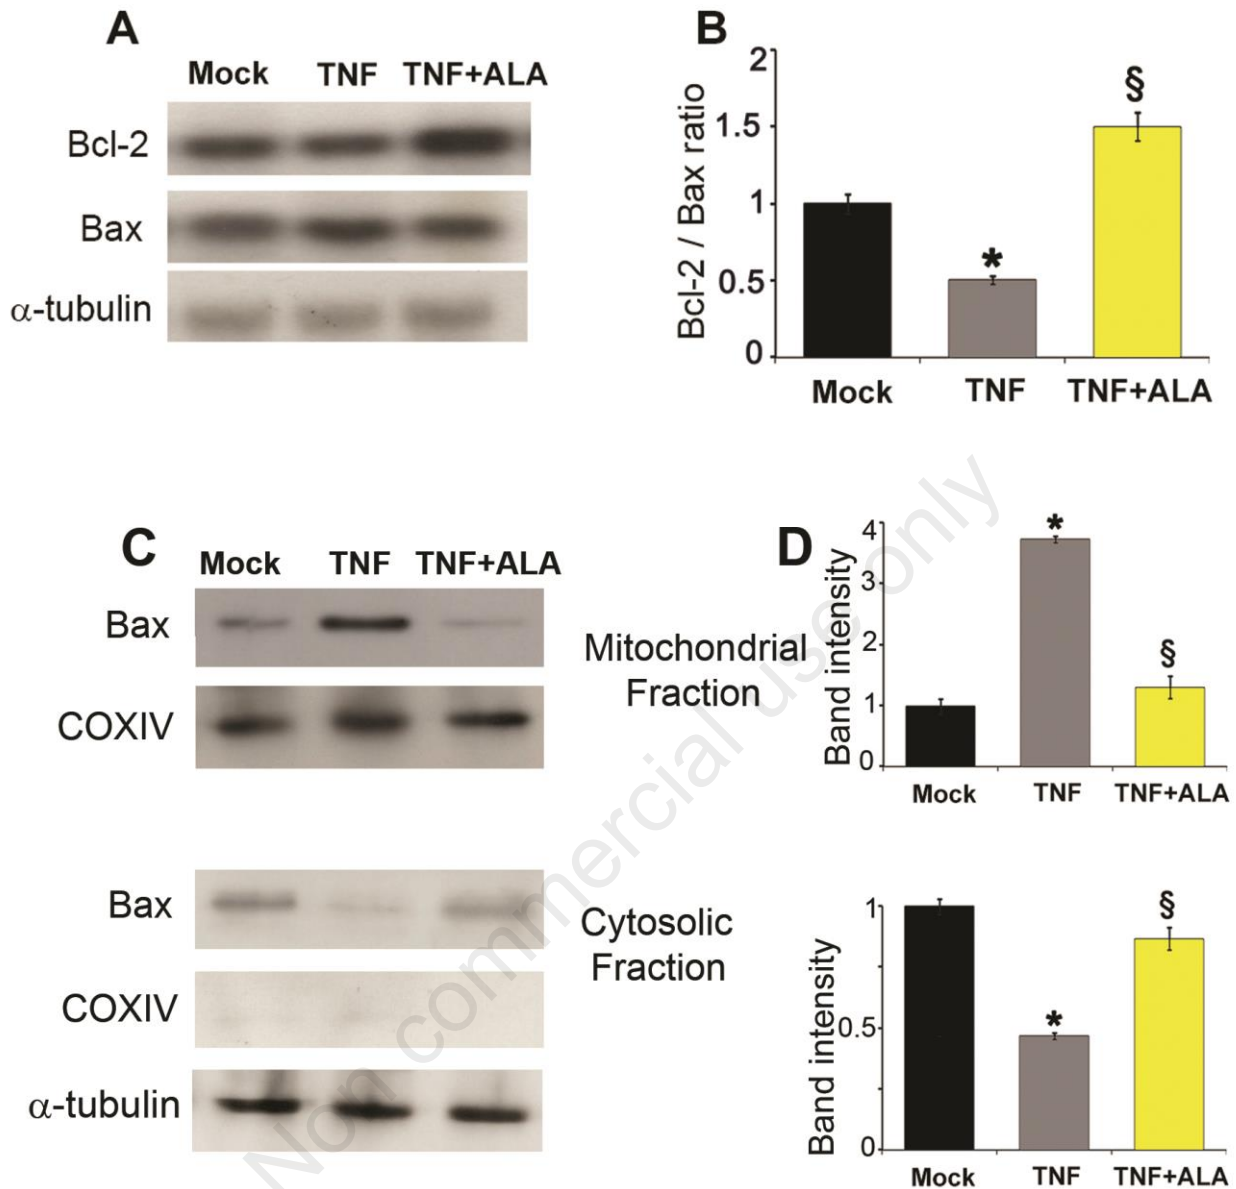 A
Mock TNF TNF+ALA
Bcl-2
Bax
α-tubulin
B
Bcl-2 / Bax ratio
2
1.5
1
0.5
0
*
§
Mock TNF TNF+ALA
C
Mock TNF TNF+ALA
Bax
COXIV
Mitochondrial
Fraction
Bax
COXIV
α-tubulin
Cytosolic
Fraction
D
Band intensity
4
3
2
1
0
*
§
Mock TNF TNF+ALA
Band intensity
1
0.5
0
*
§
Mock TNF TNF+ALA
Non commercial use only